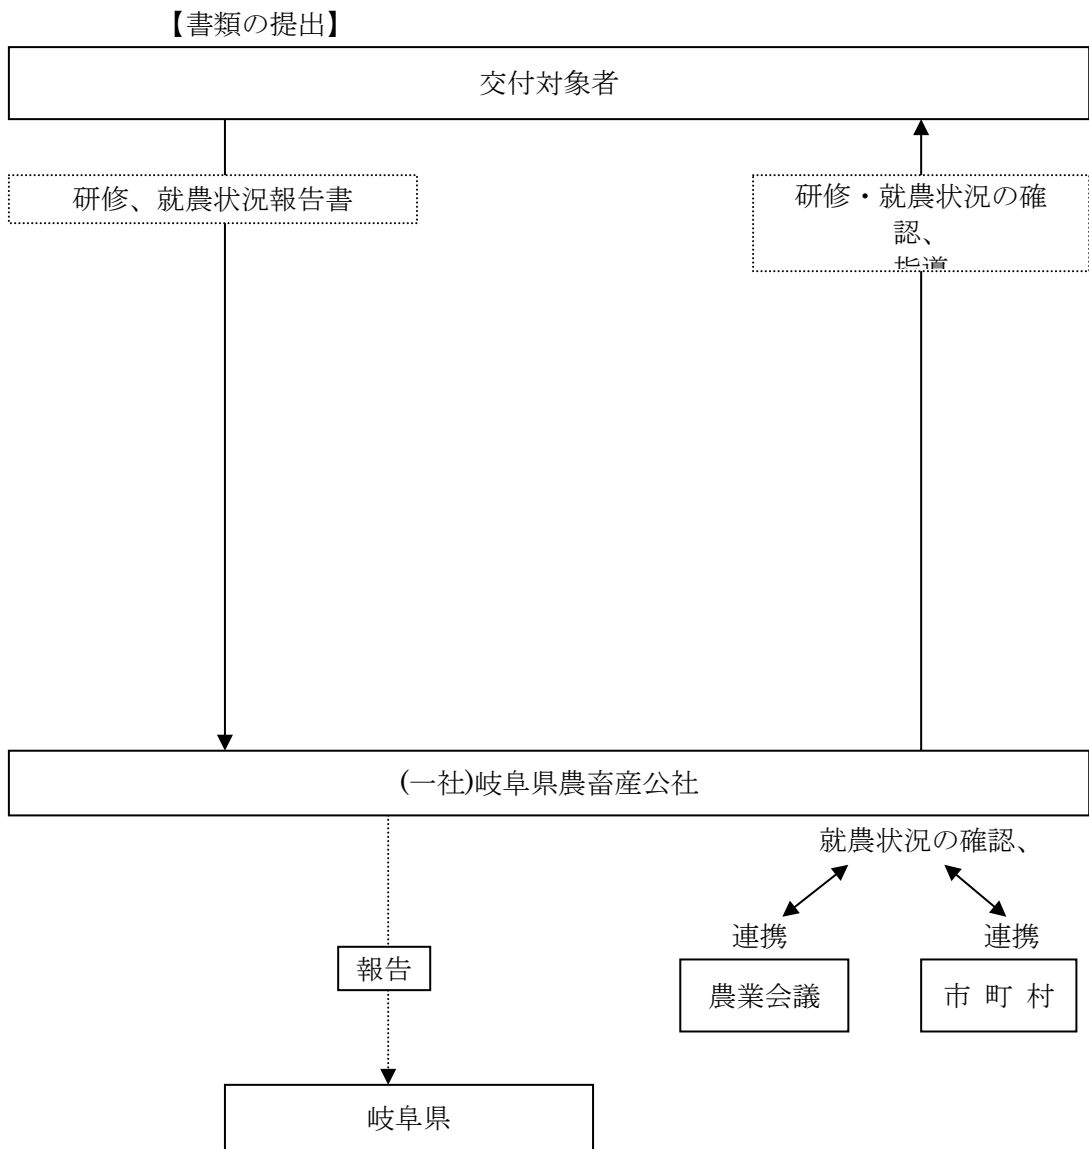 【書類の提出】
交付対象者
研修、就農状況報告書
研修・就農状況の確
認、
指導
(一社)岐阜県農畜産公社
就農状況の確認、
連携
連携
報告
農業会議
市 町 村
岐阜県